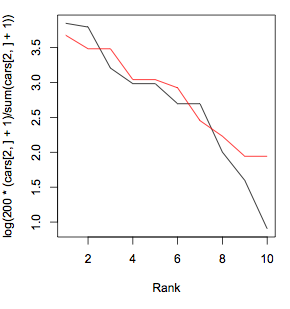 log(200 * (cars[2, ] + 1)/sum(cars[2, ] + 1))
3.5
3.0
2.5
2.0
1.5
1.0
2 4 6 8 10
Rank